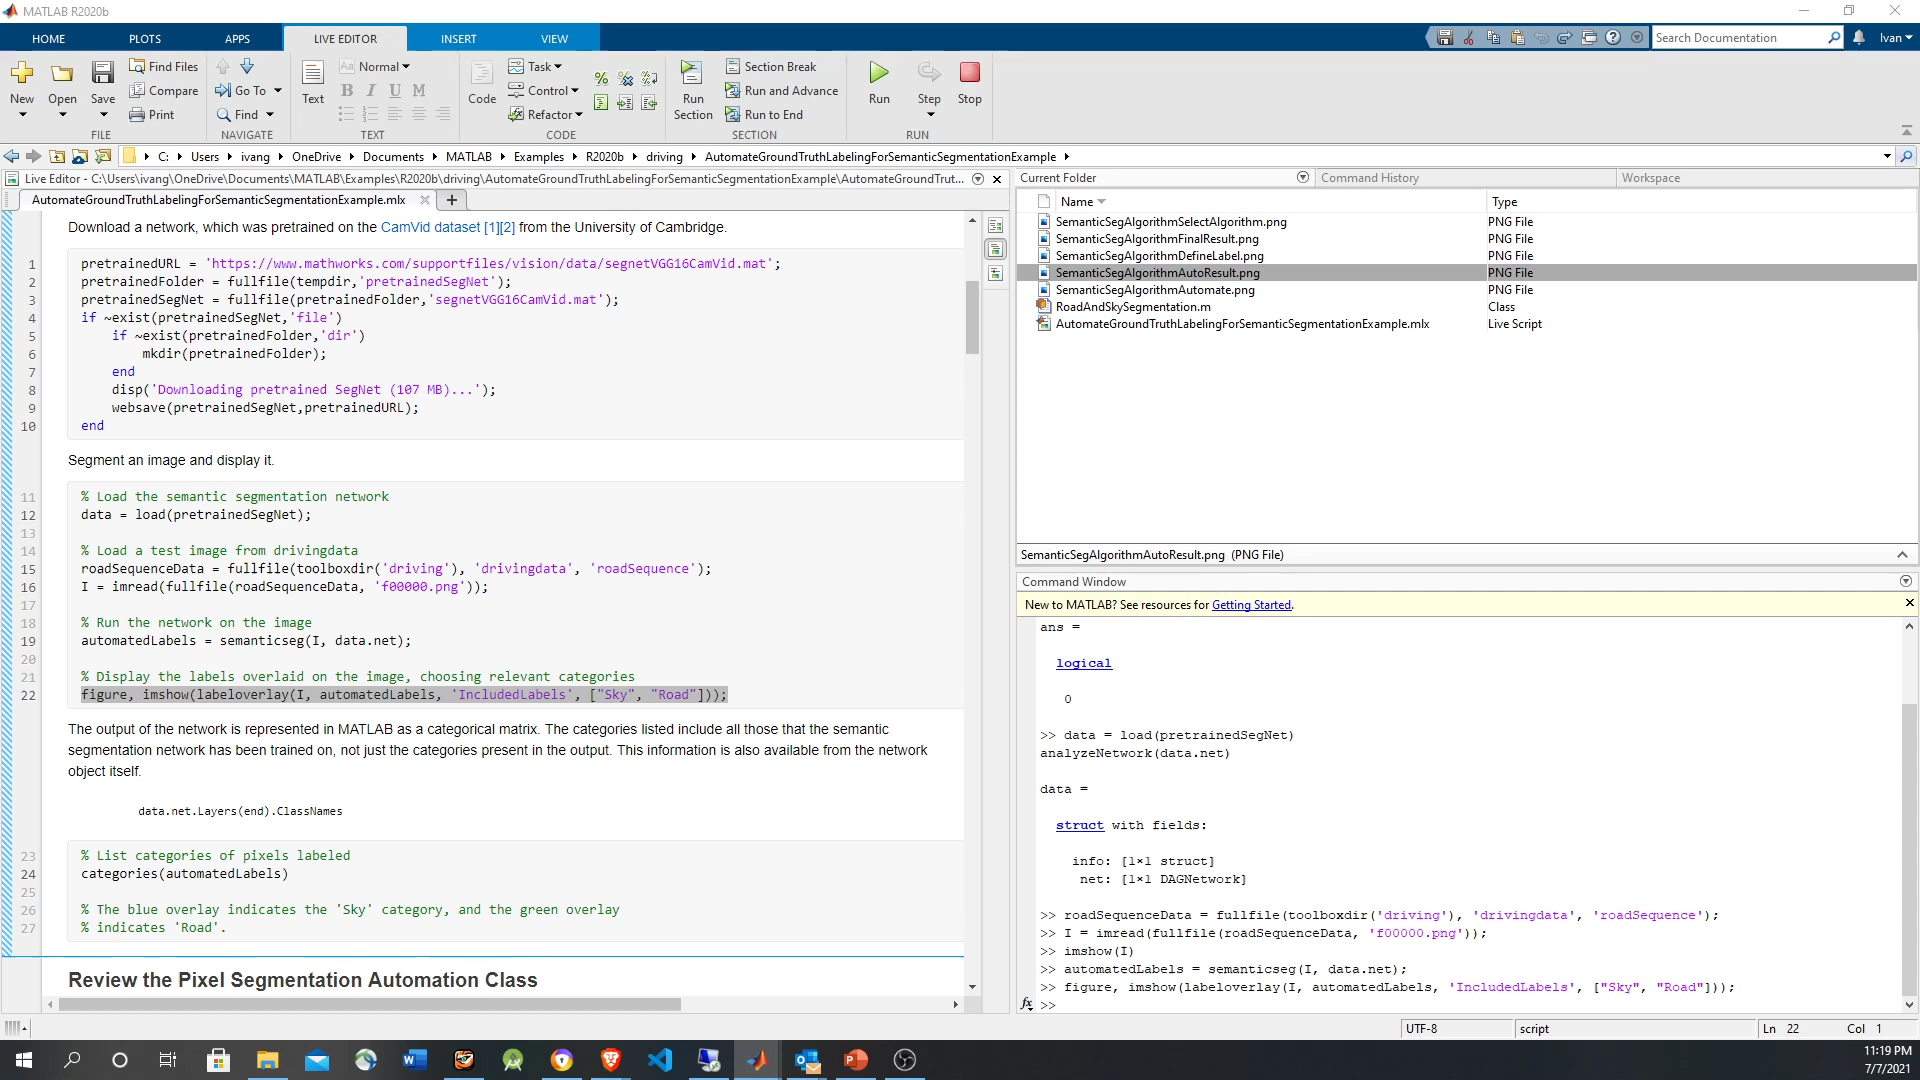 MATLAB R2020b
HOME PLOTS APPS LIVE EDITOR INSERT VIEW
Search Documentation
Ivan
New
Open
Save
Find Files
Compare
Print
FILE
Go To
Find
NAVIGATE
Text
Aa Normal
B I U M
TEXT
Code
Task
Control
Refactor
CODE
Run
Section
Section Break
Run and Advance
Run to End
SECTION
Run
Step
Stop
RUN
C: Users ivang OneDrive Documents MATLAB Examples R2020b driving AutomateGroundTruthLabelingForSemanticSegmentationExample
Live Editor - C:\Users\ivang\OneDrive\Documents\MATLAB\Examples\R2020b\driving\AutomateGroundTruthLabelingForSemanticSegmentationExample\AutomateGroundTrut...
AutomateGroundTruthLabelingForSemanticSegmentationExample.mlx
Download a network, which was pretrained on the CamVid dataset [1][2] from the University of Cambridge.
1 pretrainedURL = 'https://www.mathworks.com/supportfiles/vision/data/segnetVGG16CamVid.mat';
2 pretrainedFolder = fullfile(tempdir,'pretrainedSegNet');
3 pretrainedSegNet = fullfile(pretrainedFolder,'segnetVGG16CamVid.mat');
4 if ~exist(pretrainedSegNet,'file')
5 if ~exist(pretrainedFolder,'dir')
6 mkdir(pretrainedFolder);
7 end
8 disp('Downloading pretrained SegNet (107 MB)...');
9 websave(pretrainedSegNet,pretrainedURL);
10 end
Segment an image and display it.
11 % Load the semantic segmentation network
12 data = load(pretrainedSegNet);
13
14 % Load a test image from drivingdata
15 roadSequenceData = fullfile(toolboxdir('driving'), 'drivingdata', 'roadSequence');
16 I = imread(fullfile(roadSequenceData, 'f00000.png'));
17
18 % Run the network on the image
19 automatedLabels = semanticseg(I, data.net);
20
21 % Display the labels overlaid on the image, choosing relevant categories
22 figure, imshow(labeloverlay(I, automatedLabels, 'IncludedLabels', ["Sky", "Road"]));
The output of the network is represented in MATLAB as a categorical matrix. The categories listed include all those that the semantic
segmentation network has been trained on, not just the categories present in the output. This information is also available from the network
object itself.
data.net.Layers(end).ClassNames
23 % List categories of pixels labeled
24 categories(automatedLabels)
25
26 % The blue overlay indicates the 'Sky' category, and the green overlay
27 % indicates 'Road'.
Review the Pixel Segmentation Automation Class
Current Folder Command History Workspace
Name Type
SemanticSegAlgorithmSelectAlgorithm.png PNG File
SemanticSegAlgorithmFinalResult.png PNG File
SemanticSegAlgorithmDefineLabel.png PNG File
SemanticSegAlgorithmAutoResult.png PNG File
SemanticSegAlgorithmAutomate.png PNG File
RoadAndSkySegmentation.m Class
AutomateGroundTruthLabelingForSemanticSegmentationExample.mlx Live Script
SemanticSegAlgorithmAutoResult.png (PNG File)
Command Window
New to MATLAB? See resources for Getting Started.
ans =
logical
0
>> data = load(pretrainedSegNet)
analyzeNetwork(data.net)
data =
struct with fields:
info: [1×1 struct]
net: [1×1 DAGNetwork]
>> roadSequenceData = fullfile(toolboxdir('driving'), 'drivingdata', 'roadSequence');
>> I = imread(fullfile(roadSequenceData, 'f00000.png'));
>> imshow(I)
>> automatedLabels = semanticseg(I, data.net);
>> figure, imshow(labeloverlay(I, automatedLabels, 'IncludedLabels', ["Sky", "Road"]));
fx >>
UTF-8 script Ln 22 Col 1
11:19 PM
7/7/2021